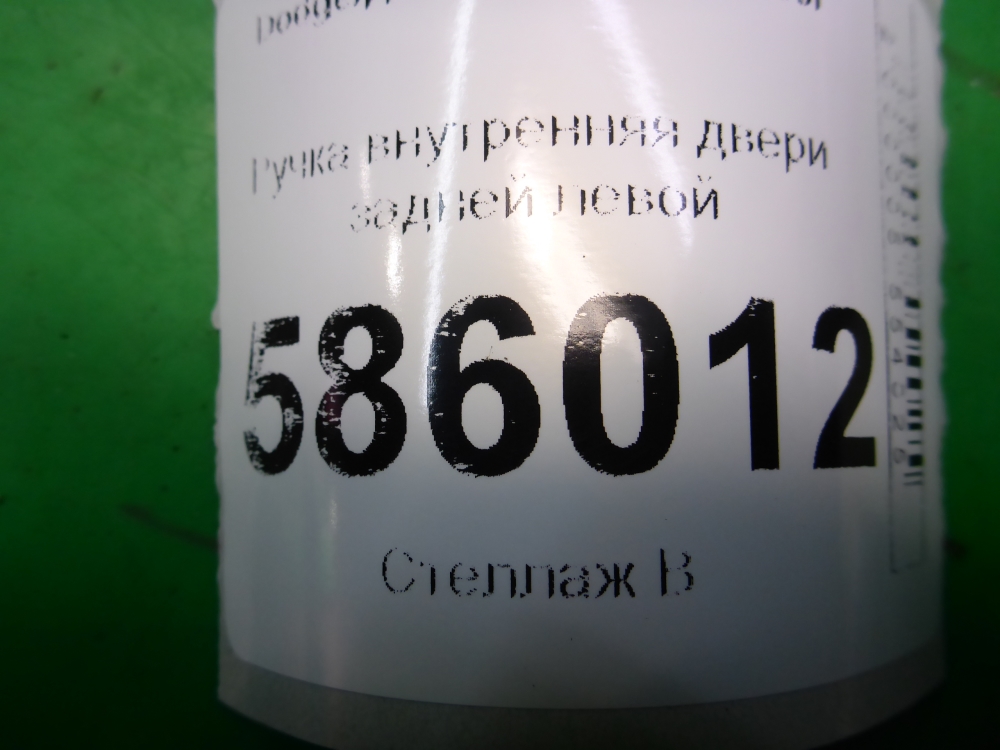 Ручка внутренняя двери
задней левой
586012
Стеллаж В